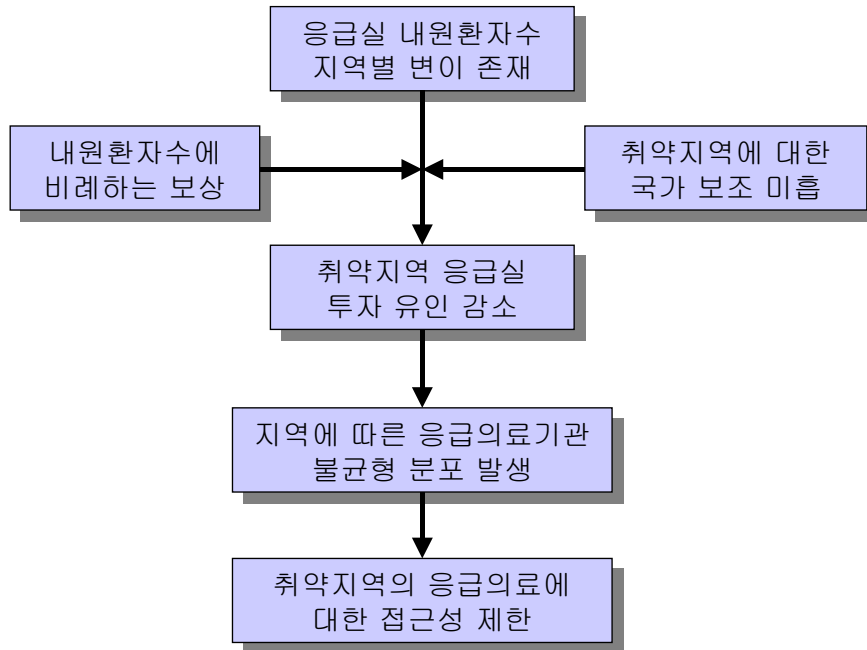 응급실 내원환자수
지역별 변이 존재
내원환자수에
비례하는 보상
취약지역에 대한
국가 보조 미흡
취약지역 응급실
투자 유인 감소
지역에 따른 응급의료기관
불균형 분포 발생
취약지역의 응급의료에
대한 접근성 제한